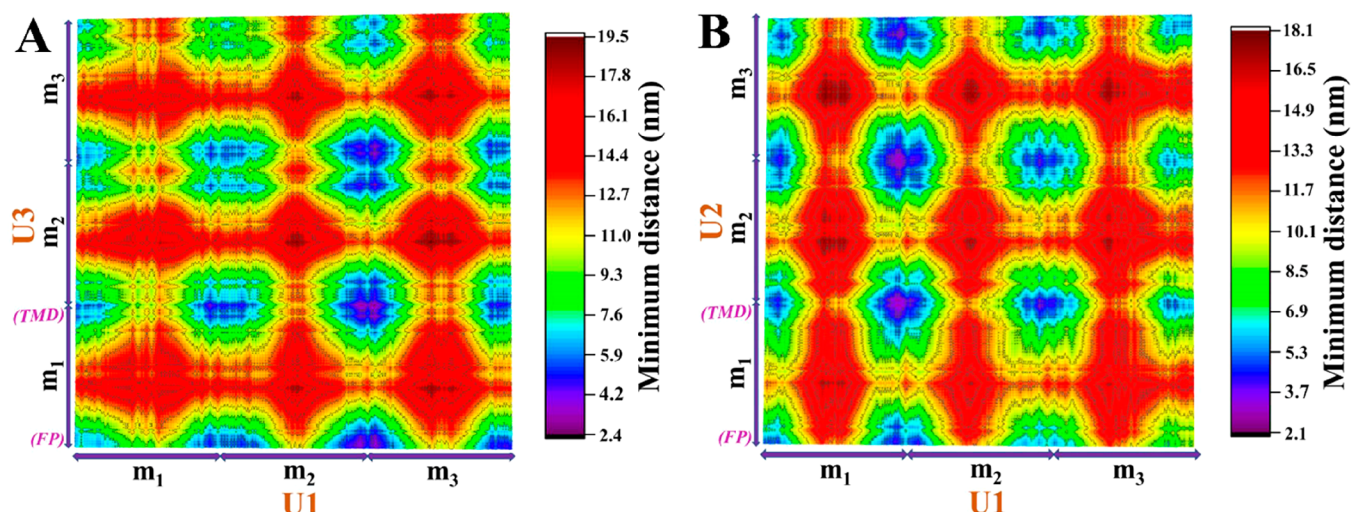 A
U3
m3
m2
(TMD)
m1
(FP)
m1 m2 m3
U1
19.5
17.8
16.1
14.4
12.7
11.0
9.3
7.6
5.9
4.2
2.4
Minimum distance (nm)
B
U2
m3
m2
(TMD)
m1
(FP)
m1 m2 m3
U1
18.1
16.5
14.9
13.3
11.7
10.1
8.5
6.9
5.3
3.7
2.1
Minimum distance (nm)